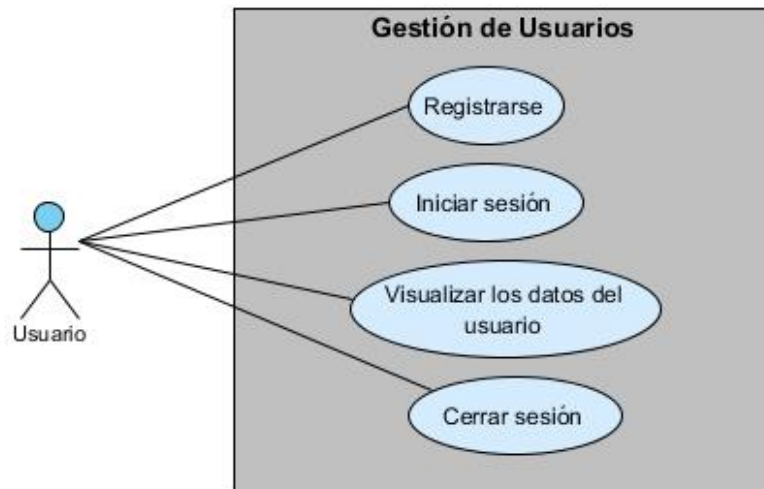 Gestión de Usuarios
Registrarse
Iniciar sesión
Visualizar los datos del
usuario
Usuario
Cerrar sesión